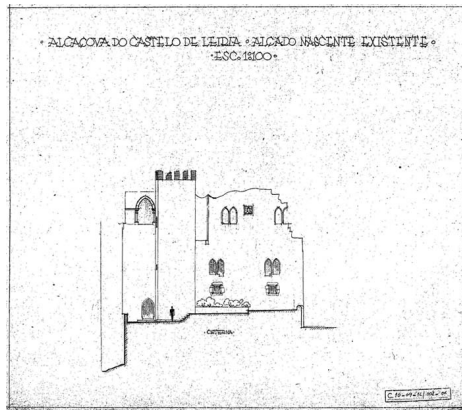 • ALCAÇOVA DO CASTELO DE LEIRIA • ALÇADO NASCENTE EXISTENTE •
•ESC. 1:100•
•CISTERNA•